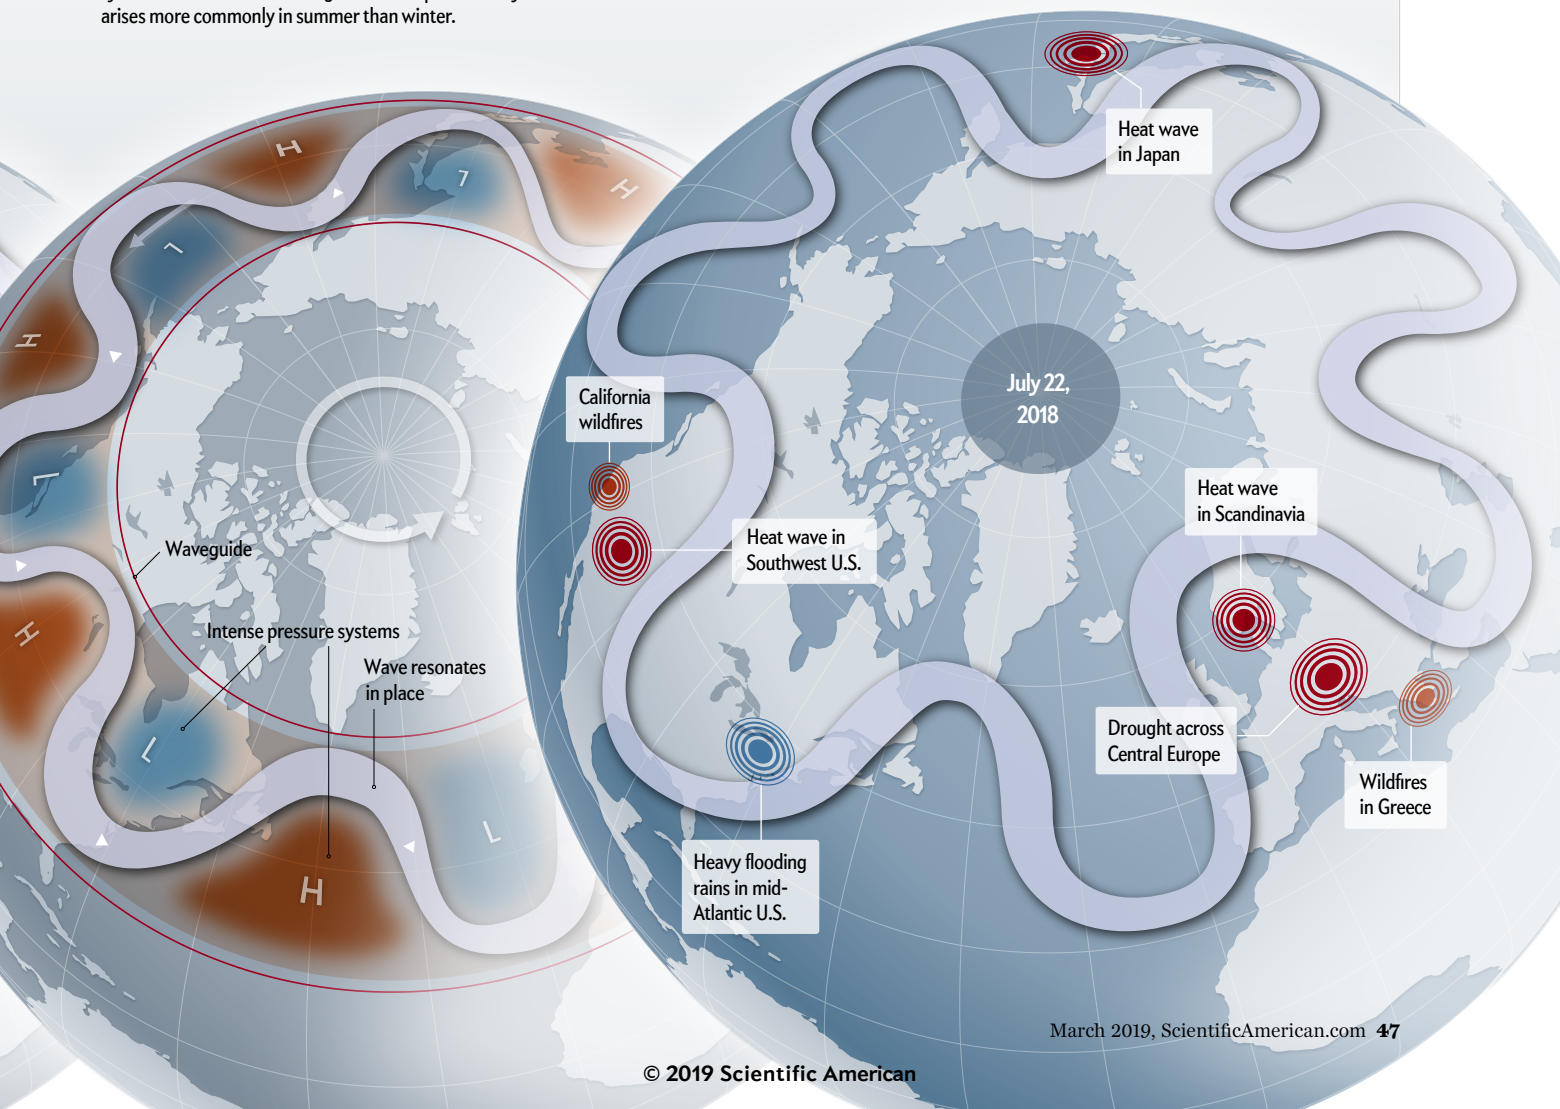 arises more commonly in summer than winter.
H
L
H
L
H
L
H
L
H
L
Waveguide
Intense pressure systems
Wave resonates
in place
July 22,
2018
Heat wave
in Japan
California
wildfires
Heat wave in
Southwest U.S.
Heat wave
in Scandinavia
Drought across
Central Europe
Wildfires
in Greece
Heavy flooding
rains in mid-
Atlantic U.S.
March 2019, ScientificAmerican.com 47
© 2019 Scientific American